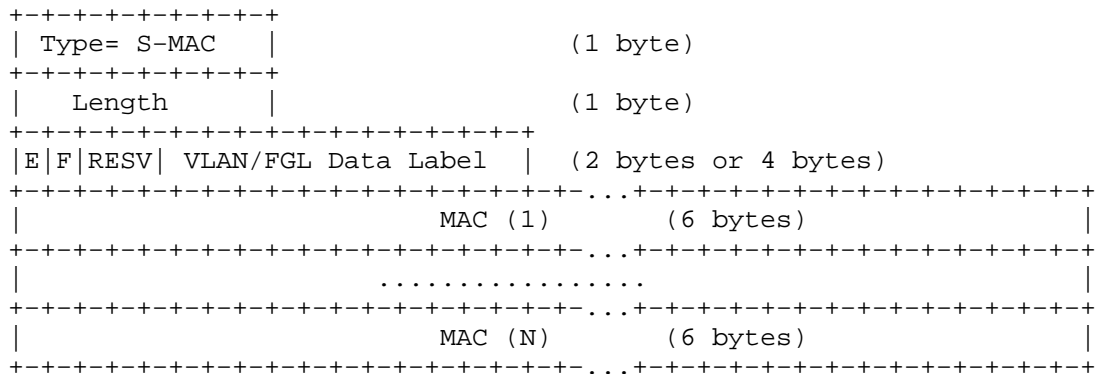 +-+-+-+-+-+-+-+-+
| Type= S-MAC   |                  (1 byte)
+-+-+-+-+-+-+-+-+
|   Length      |                  (1 byte)
+-+-+-+-+-+-+-+-+-+-+-+-+-+-+-+-+
|E|F|RESV| VLAN/FGL Data Label  |  (2 bytes or 4 bytes)
+-+-+-+-+-+-+-+-+-+-+-+-+-+-+-+-+-+-...+-+-+-+-+-+-+-+-+-+-+-+-+-+-+
|                          MAC (1)       (6 bytes)                 |
+-+-+-+-+-+-+-+-+-+-+-+-+-+-+-+-+-+-...+-+-+-+-+-+-+-+-+-+-+-+-+-+-+
|                      .................                           |
+-+-+-+-+-+-+-+-+-+-+-+-+-+-+-+-+-+-...+-+-+-+-+-+-+-+-+-+-+-+-+-+-+
|                          MAC (N)       (6 bytes)                 |
+-+-+-+-+-+-+-+-+-+-+-+-+-+-+-+-+-+-...+-+-+-+-+-+-+-+-+-+-+-+-+-+-+